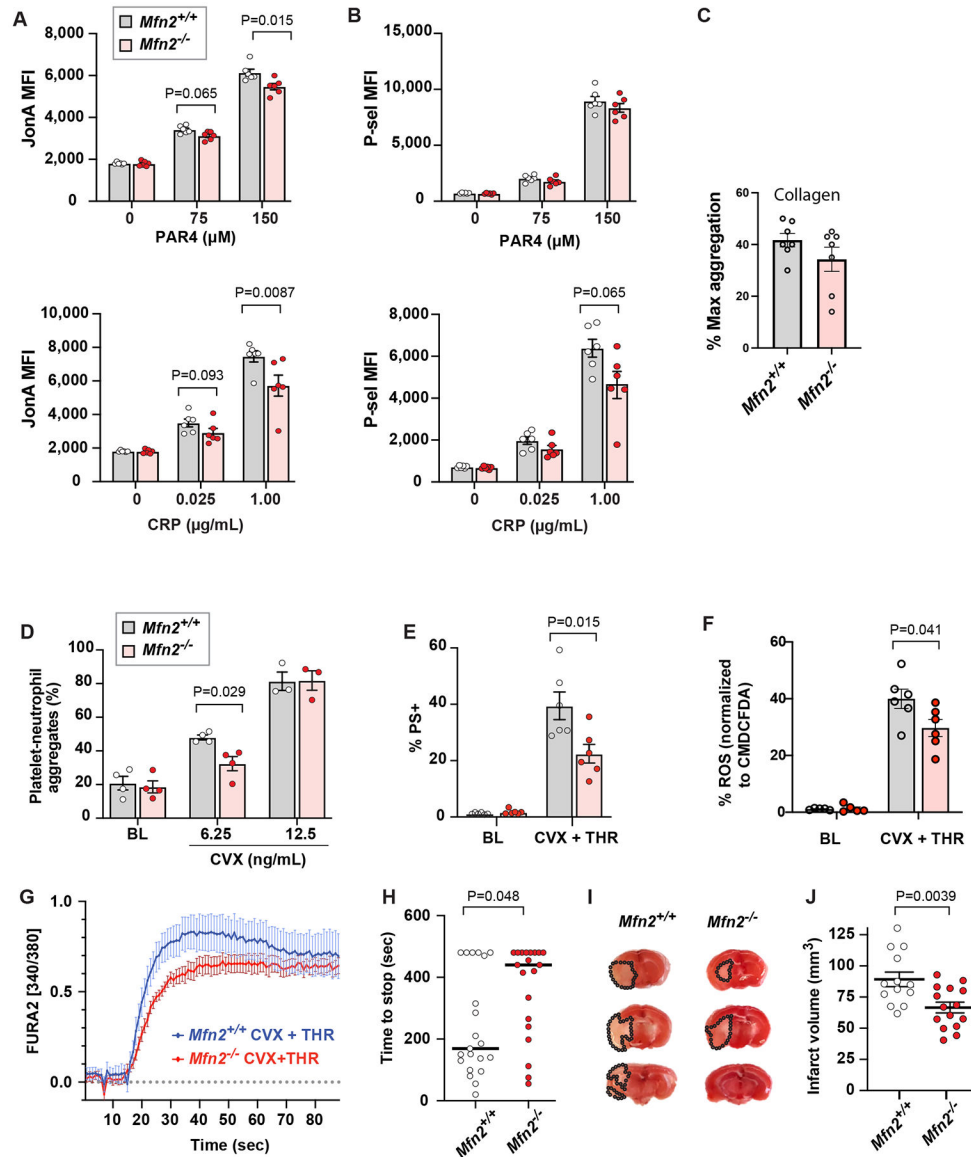 A
Mfn2+/+
Mfn2-/-
P=0.015
P=0.065
JonA MFI
8,000
6,000
4,000
2,000
0
0
75
150
PAR4 (µM)
B
P-sel MFI
15,000
10,000
5,000
0
0
75
150
PAR4 (µM)
C
Collagen
% Max aggregation
60
40
20
0
Mfn2+/+
Mfn2-/-
P=0.0087
P=0.093
JonA MFI
10,000
8,000
6,000
4,000
2,000
0
0
0.025
1.00
CRP (µg/mL)
P=0.065
P-sel MFI
8,000
6,000
4,000
2,000
0
0
0.025
1.00
CRP (µg/mL)
D
Mfn2+/+
Mfn2-/-
P=0.029
Platelet-neutrophil
aggregates (%)
100
80
60
40
20
0
BL
6.25
12.5
CVX (ng/mL)
E
P=0.015
% PS+
60
40
20
0
BL
CVX + THR
F
P=0.041
% ROS (normalized
to CMDCFDA)
60
40
20
0
BL
CVX + THR
G
FURA2 [340/380]
1.0
0.5
0.0
Mfn2+/+ CVX + THR
Mfn2-/- CVX+THR
10
20
30
40
50
60
70
80
Time (sec)
H
P=0.048
Time to stop (sec)
600
400
200
0
Mfn2+/+
Mfn2-/-
I
Mfn2+/+
Mfn2-/-
J
P=0.0039
Infarct volume (mm3)
125
100
75
50
25
0
Mfn2+/+
Mfn2-/-